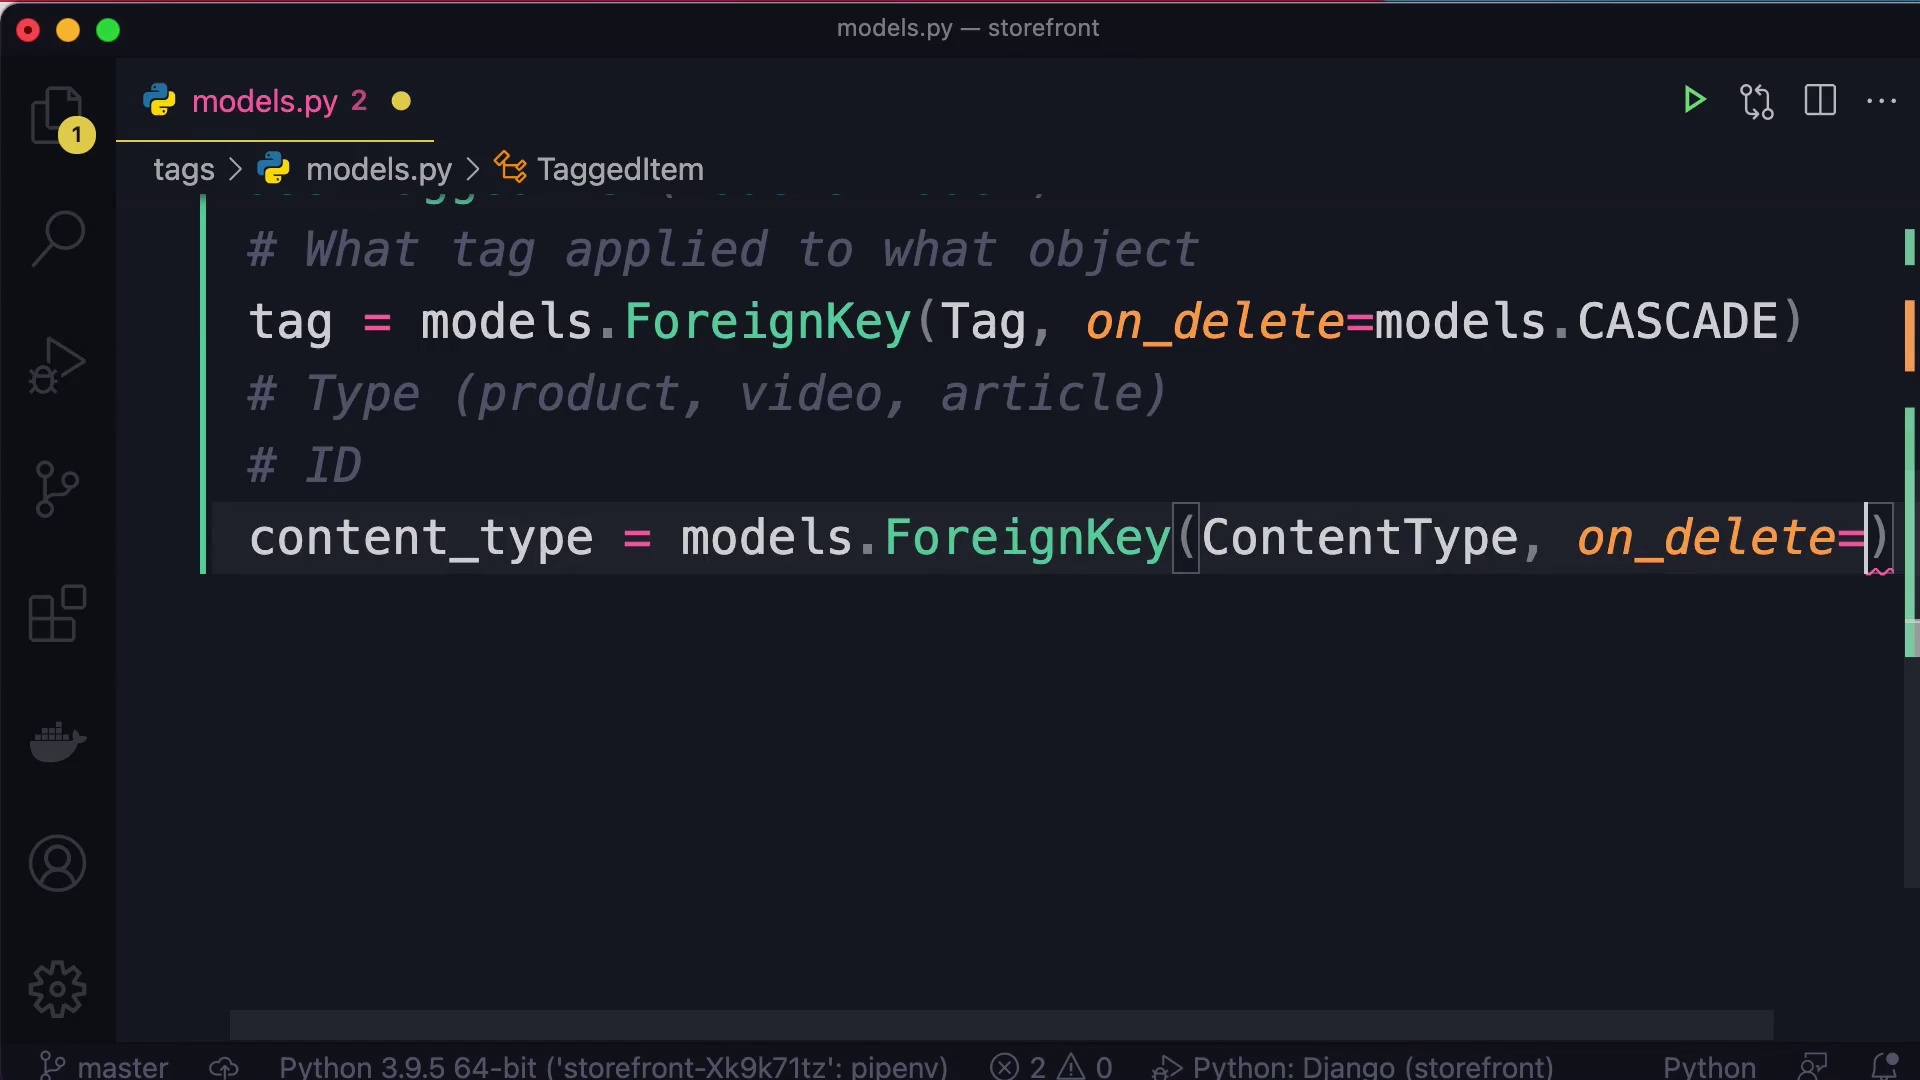 models.py — storefront
models.py 2
1
tags > models.py > TaggedItem
# What tag applied to what object
tag = models.ForeignKey(Tag, on_delete=models.CASCADE)
# Type (product, video, article)
# ID
content_type = models.ForeignKey(ContentType, on_delete=)
master Python 3.9.5 64-bit ('storefront-Xk9k71tz': pipenv) 2 0 Python: Django (storefront) Python